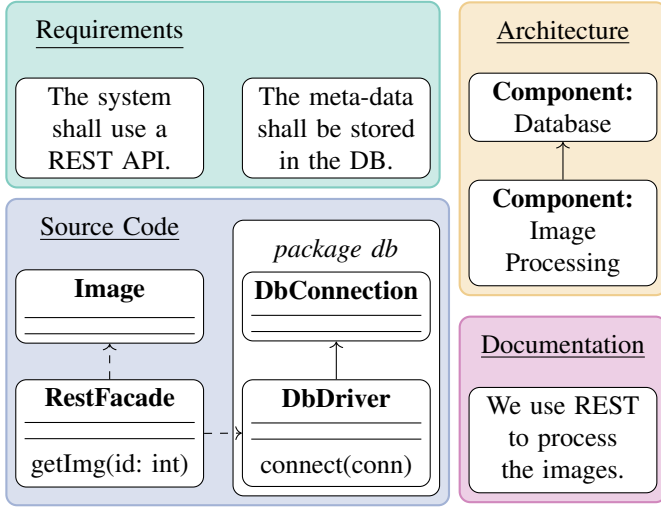 Requirements
The system
shall use a
REST API.
The meta-data
shall be stored
in the DB.
Architecture
Component:
Database
Component:
Image
Processing
Source Code
Image
RestFacade
getImg(id: int)
package db
DbConnection
DbDriver
connect(conn)
Documentation
We use REST
to process
the images.